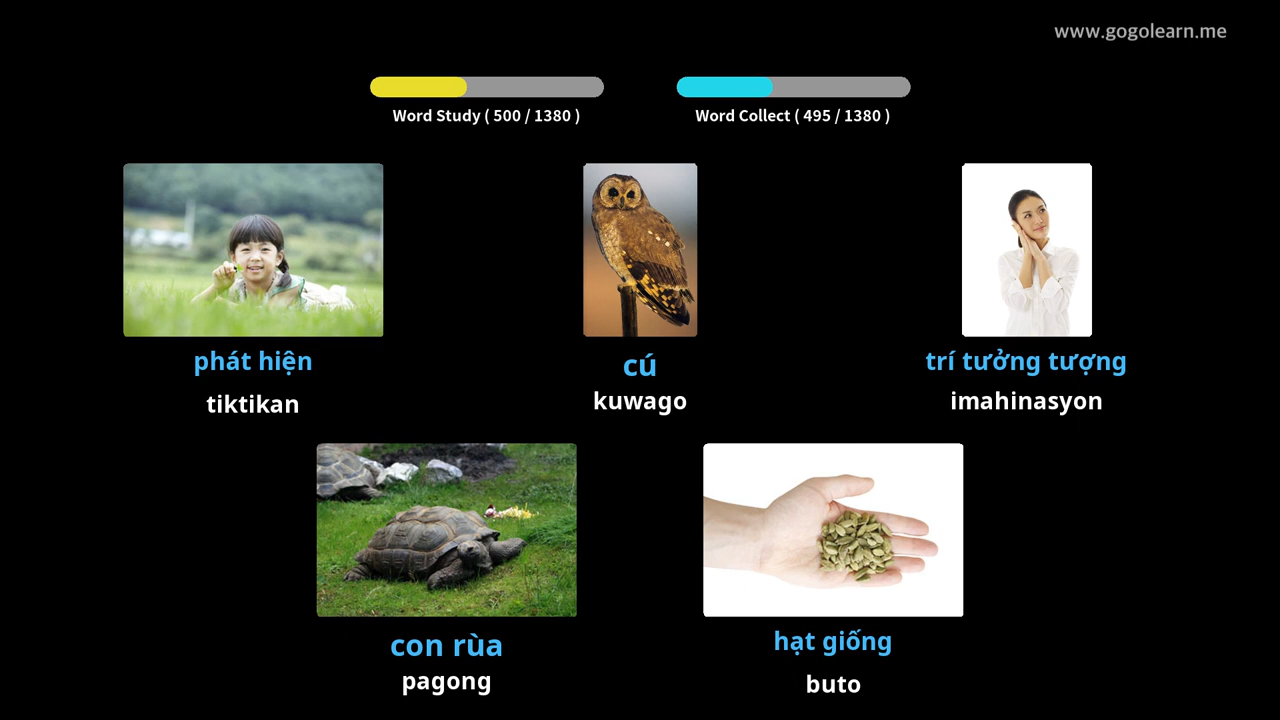 www.gogolearn.me
Word Study ( 500 / 1380 )
Word Collect ( 495 / 1380 )
phát hiện
tiktikan
cú
kuwago
trí tưởng tượng
imahinasyon
con rùa
pagong
hạt giống
buto